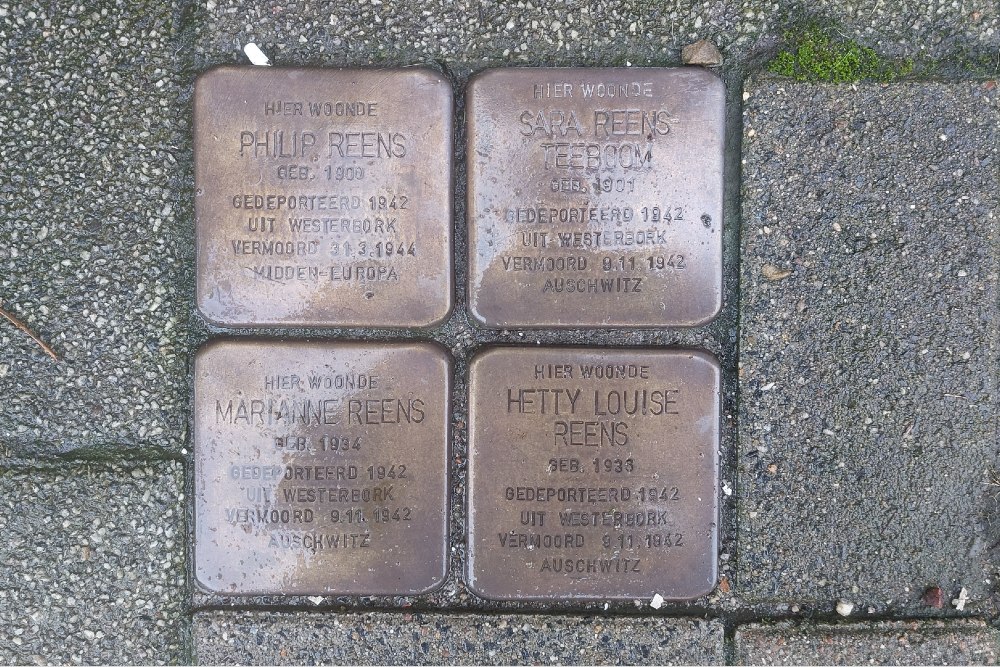 HIER WOONDE
PHILIP REENS
GEB. 1900
GEDEPORTEERD 1942
UIT WESTERBORK
VERMOORD 31.3.1944
MIDDEN-EUROPA
HIER WOONDE
SARA REENS
TEEBOOM
GEB. 1901
GEDEPORTEERD 1942
UIT WESTERBORK
VERMOORD 9.11.1942
AUSCHWITZ
HIER WOONDE
MARIANNE REENS
GEB. 1934
GEDEPORTEERD 1942
UIT WESTERBORK
VERMOORD 9.11.1942
AUSCHWITZ
HIER WOONDE
HETTY LOUISE
REENS
GEB. 1938
GEDEPORTEERD 1942
UIT WESTERBORK
VERMOORD 9.11.1942
AUSCHWITZ